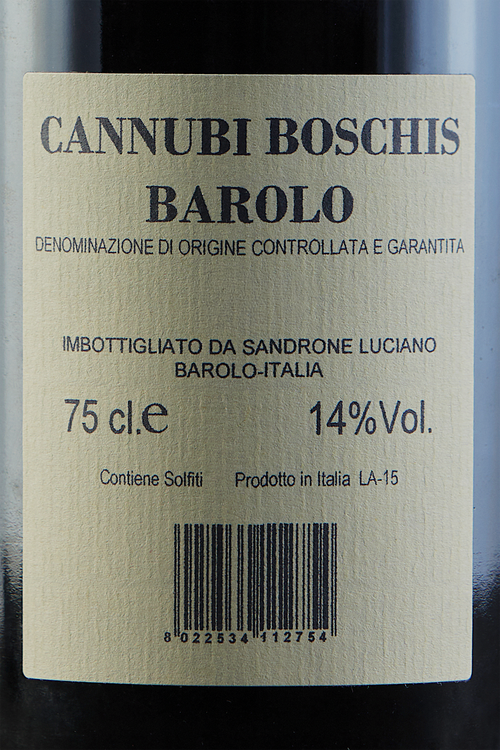 CANNUBI BOSCHIS
BAROLO
DENOMINAZIONE DI ORIGINE CONTROLLATA E GARANTITA
IMBOTTIGLIATO DA SANDRONE LUCIANO
BAROLO-ITALIA
75 cl.e 14%Vol.
Contiene Solfiti Prodotto in Italia LA-15
8 022534 112754